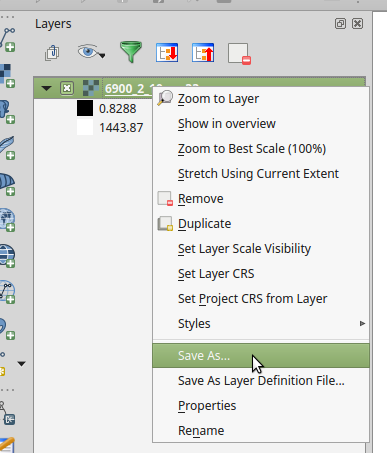 Layers
6900_2_
0.8288
1443.87
Zoom to Layer
Show in overview
Zoom to Best Scale (100%)
Stretch Using Current Extent
Remove
Duplicate
Set Layer Scale Visibility
Set Layer CRS
Set Project CRS from Layer
Styles
Save As...
Save As Layer Definition File...
Properties
Rename